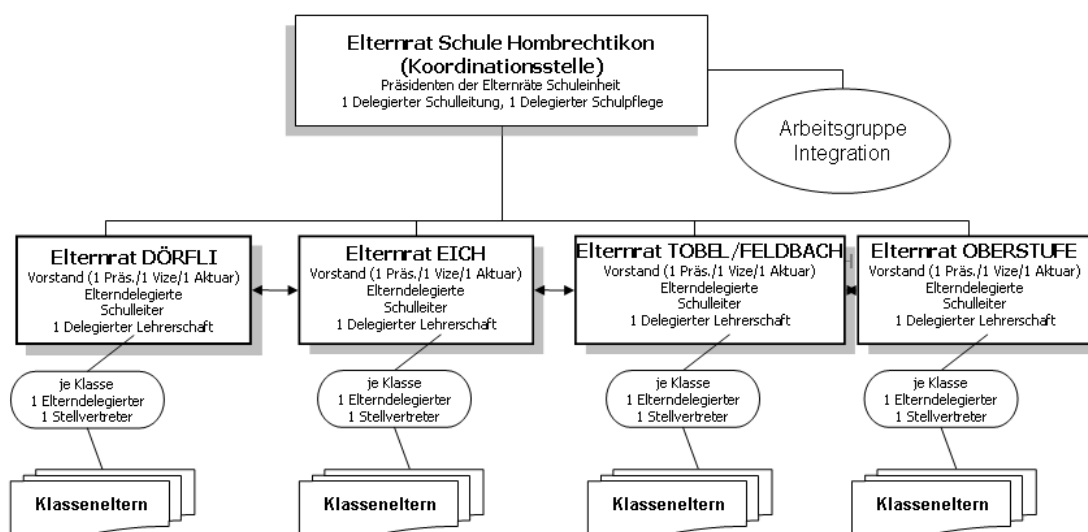 Elternrat Schule Hombrechtikon
(Koordinationsstelle)
Präsidenten der Elternräte Schuleinheit
1 Delegierter Schulleitung, 1 Delegierter Schulpflege
Arbeitsgruppe
Integration
Elternrat DÖRFLI
Vorstand (1 Präs./1 Vize/1 Aktuar)
Elterndelegierte
Schulleiter
1 Delegierter Lehrerschaft
Elternrat EICH
Vorstand (1 Präs./1 Vize/1 Aktuar)
Elterndelegierte
Schulleiter
1 Delegierter Lehrerschaft
Elternrat TOBEL/FELDBACH
Vorstand (1 Präs./1 Vize/1 Aktuar)
Elterndelegierte
Schulleiter
1 Delegierter Lehrerschaft
Elternrat OBERSTUFE
Vorstand (1 Präs./1 Vize/1 Aktuar)
Elterndelegierte
Schulleiter
1 Delegierter Lehrerschaft
je Klasse
1 Elterndelegierter
1 Stellvertreter
je Klasse
1 Elterndelegierter
1 Stellvertreter
je Klasse
1 Elterndelegierter
1 Stellvertreter
je Klasse
1 Elterndelegierter
1 Stellvertreter
Klasseneltern
Klasseneltern
Klasseneltern
Klasseneltern